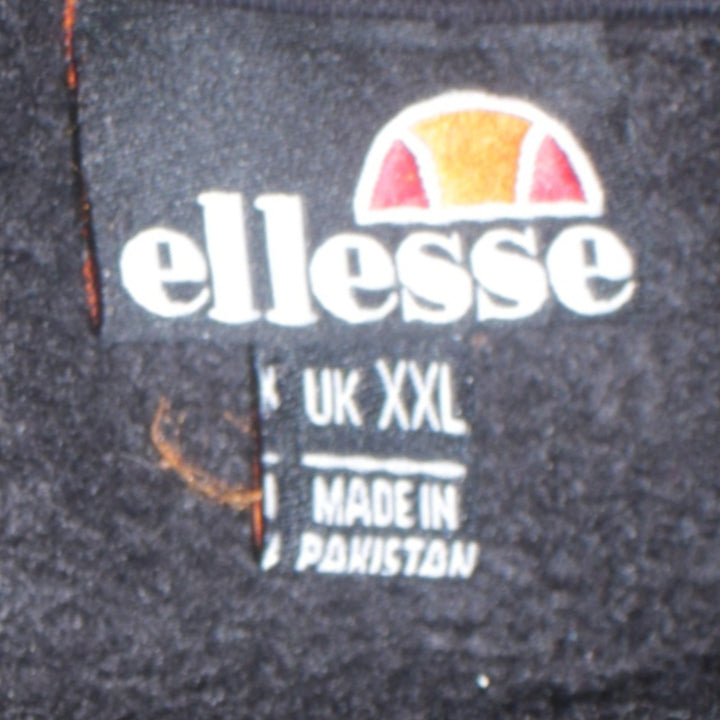 ellesse
UK XXL
MADE IN
PAKISTAN